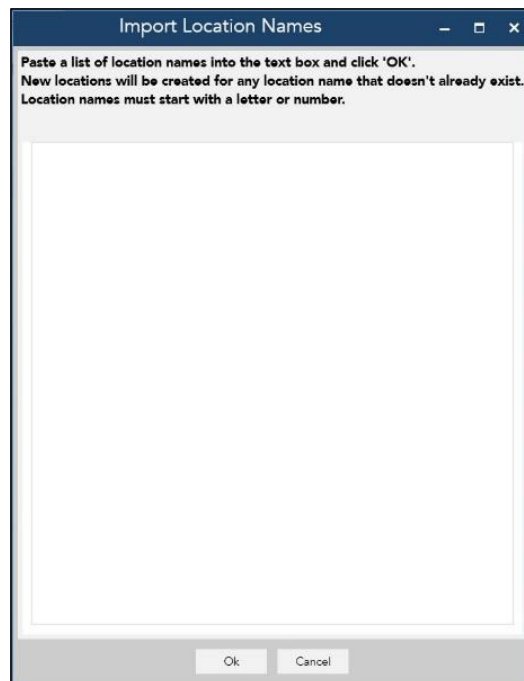 Import Location Names
Paste a list of location names into the text box and click 'OK'.
New locations will be created for any location name that doesn't already exist.
Location names must start with a letter or number.
Ok Cancel